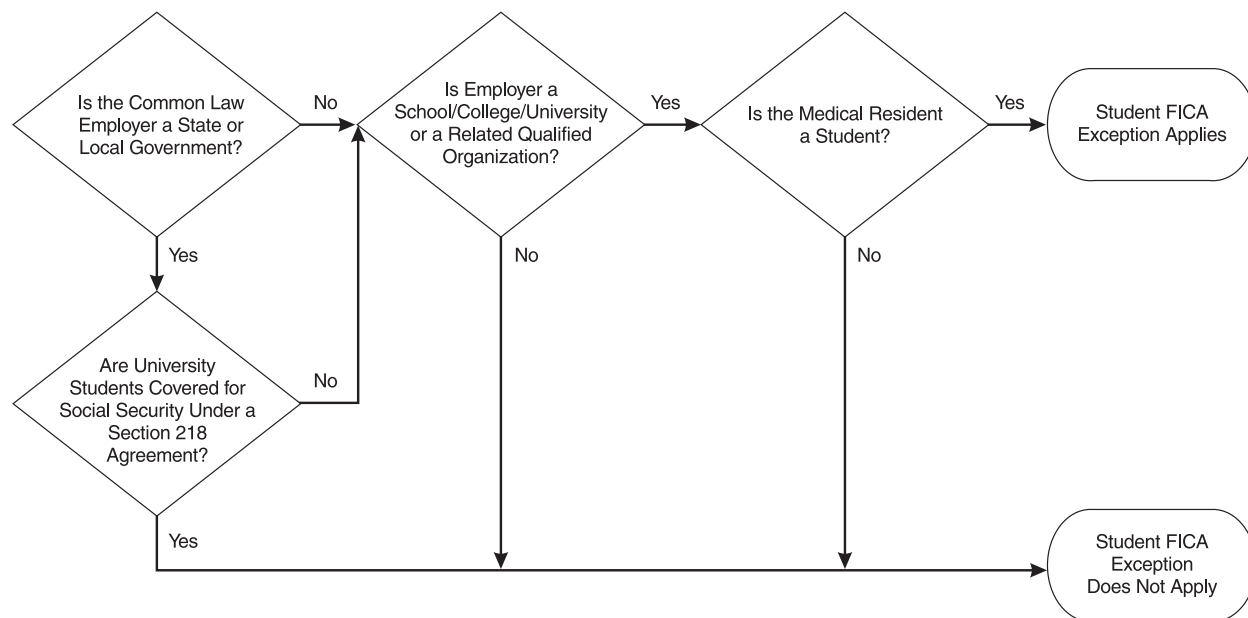 Is the Common Law
Employer a State or
Local Government?
No
Is Employer a
School/College/University
or a Related Qualified
Organization?
Yes
Is the Medical Resident
a Student?
Yes
Student FICA
Exception Applies
Yes
No
No
Are University
Students Covered for
Social Security Under a
Section 218
Agreement?
No
Yes
Student FICA
Exception
Does Not Apply